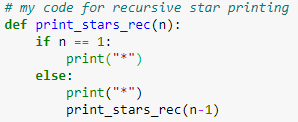 # my code for recursive star printing
def print_stars_rec(n):
    if n == 1:
        print("*")
    else:
        print("*")
        print_stars_rec(n-1)